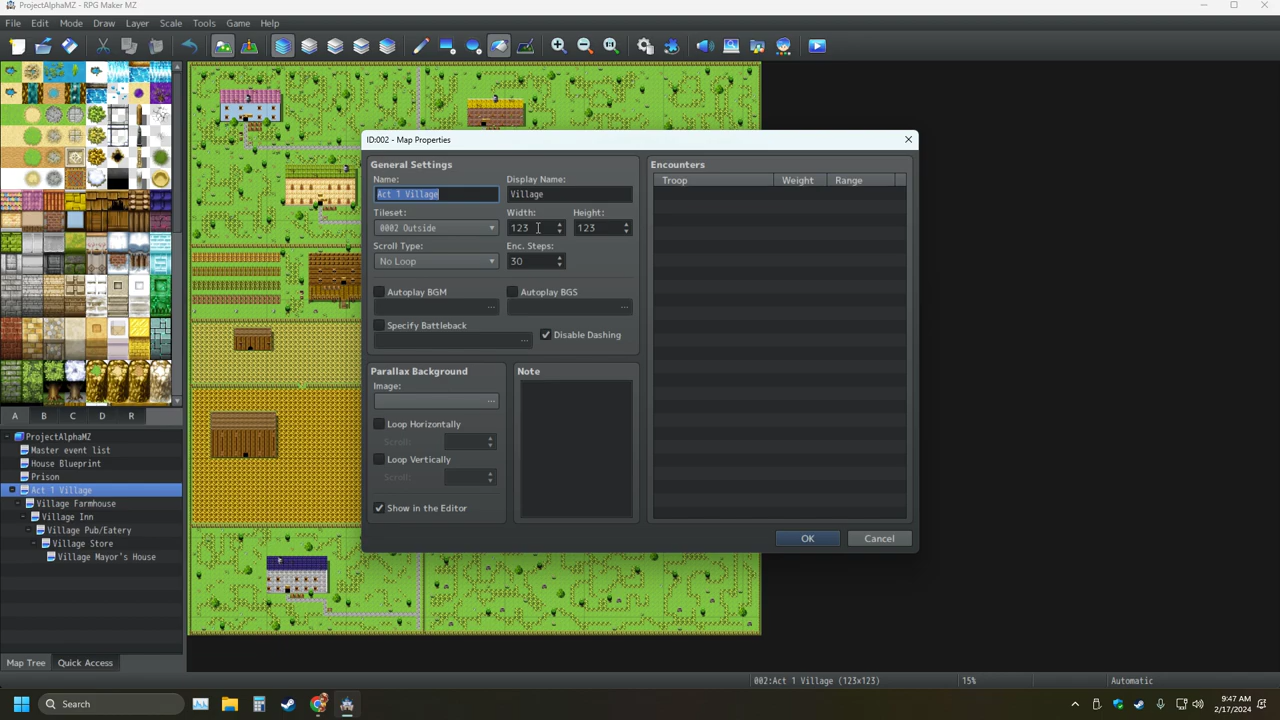 ProjectAlphaMZ - RPG Maker MZ
File Edit Mode Draw Layer Scale Tools Game Help
ID:002 - Map Properties
General Settings
Name:
Display Name:
Act 1 Village
Village
Tileset:
Width:
Height:
0002 Outside
123
123
Scroll Type:
Enc. Steps:
No Loop
30
Autoplay BGM
Autoplay BGS
...
...
Specify Battleback
...
Disable Dashing
Parallax Background
Image:
...
Loop Horizontally
Scroll:
Loop Vertically
Scroll:
Show in the Editor
Note
Encounters
Troop Weight Range
OK
Cancel
A B C D R
ProjectAlphaMZ
Master event list
House Blueprint
Prison
Act 1 Village
Village Farmhouse
Village Inn
Village Pub/Eatery
Village Store
Village Mayor's House
Map Tree
Quick Access
002:Act 1 Village (123x123)
15%
Automatic
Search
9:47 AM
2/17/2024